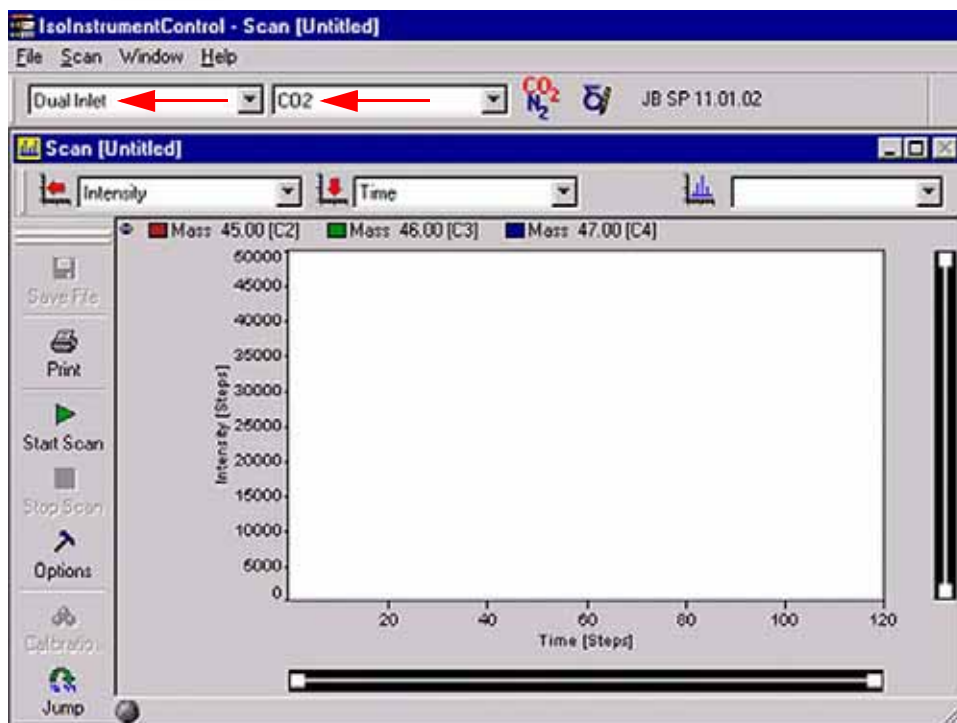 IsoInstrumentControl - Scan [Untitled]
File Scan Window Help
Dual Inlet CO2 CO2 N2 δ JB SP 11.01.02
Scan [Untitled]
Intensity Time
Mass 45.00 [C2] Mass 46.00 [C3] Mass 47.00 [C4]
Save File
Print
Start Scan
Stop Scan
Options
Calibration
Jump
Intensity [Steps]
50000
45000
40000
35000
30000
25000
20000
15000
10000
5000
0
20 40 60 80 100 120
Time [Steps]